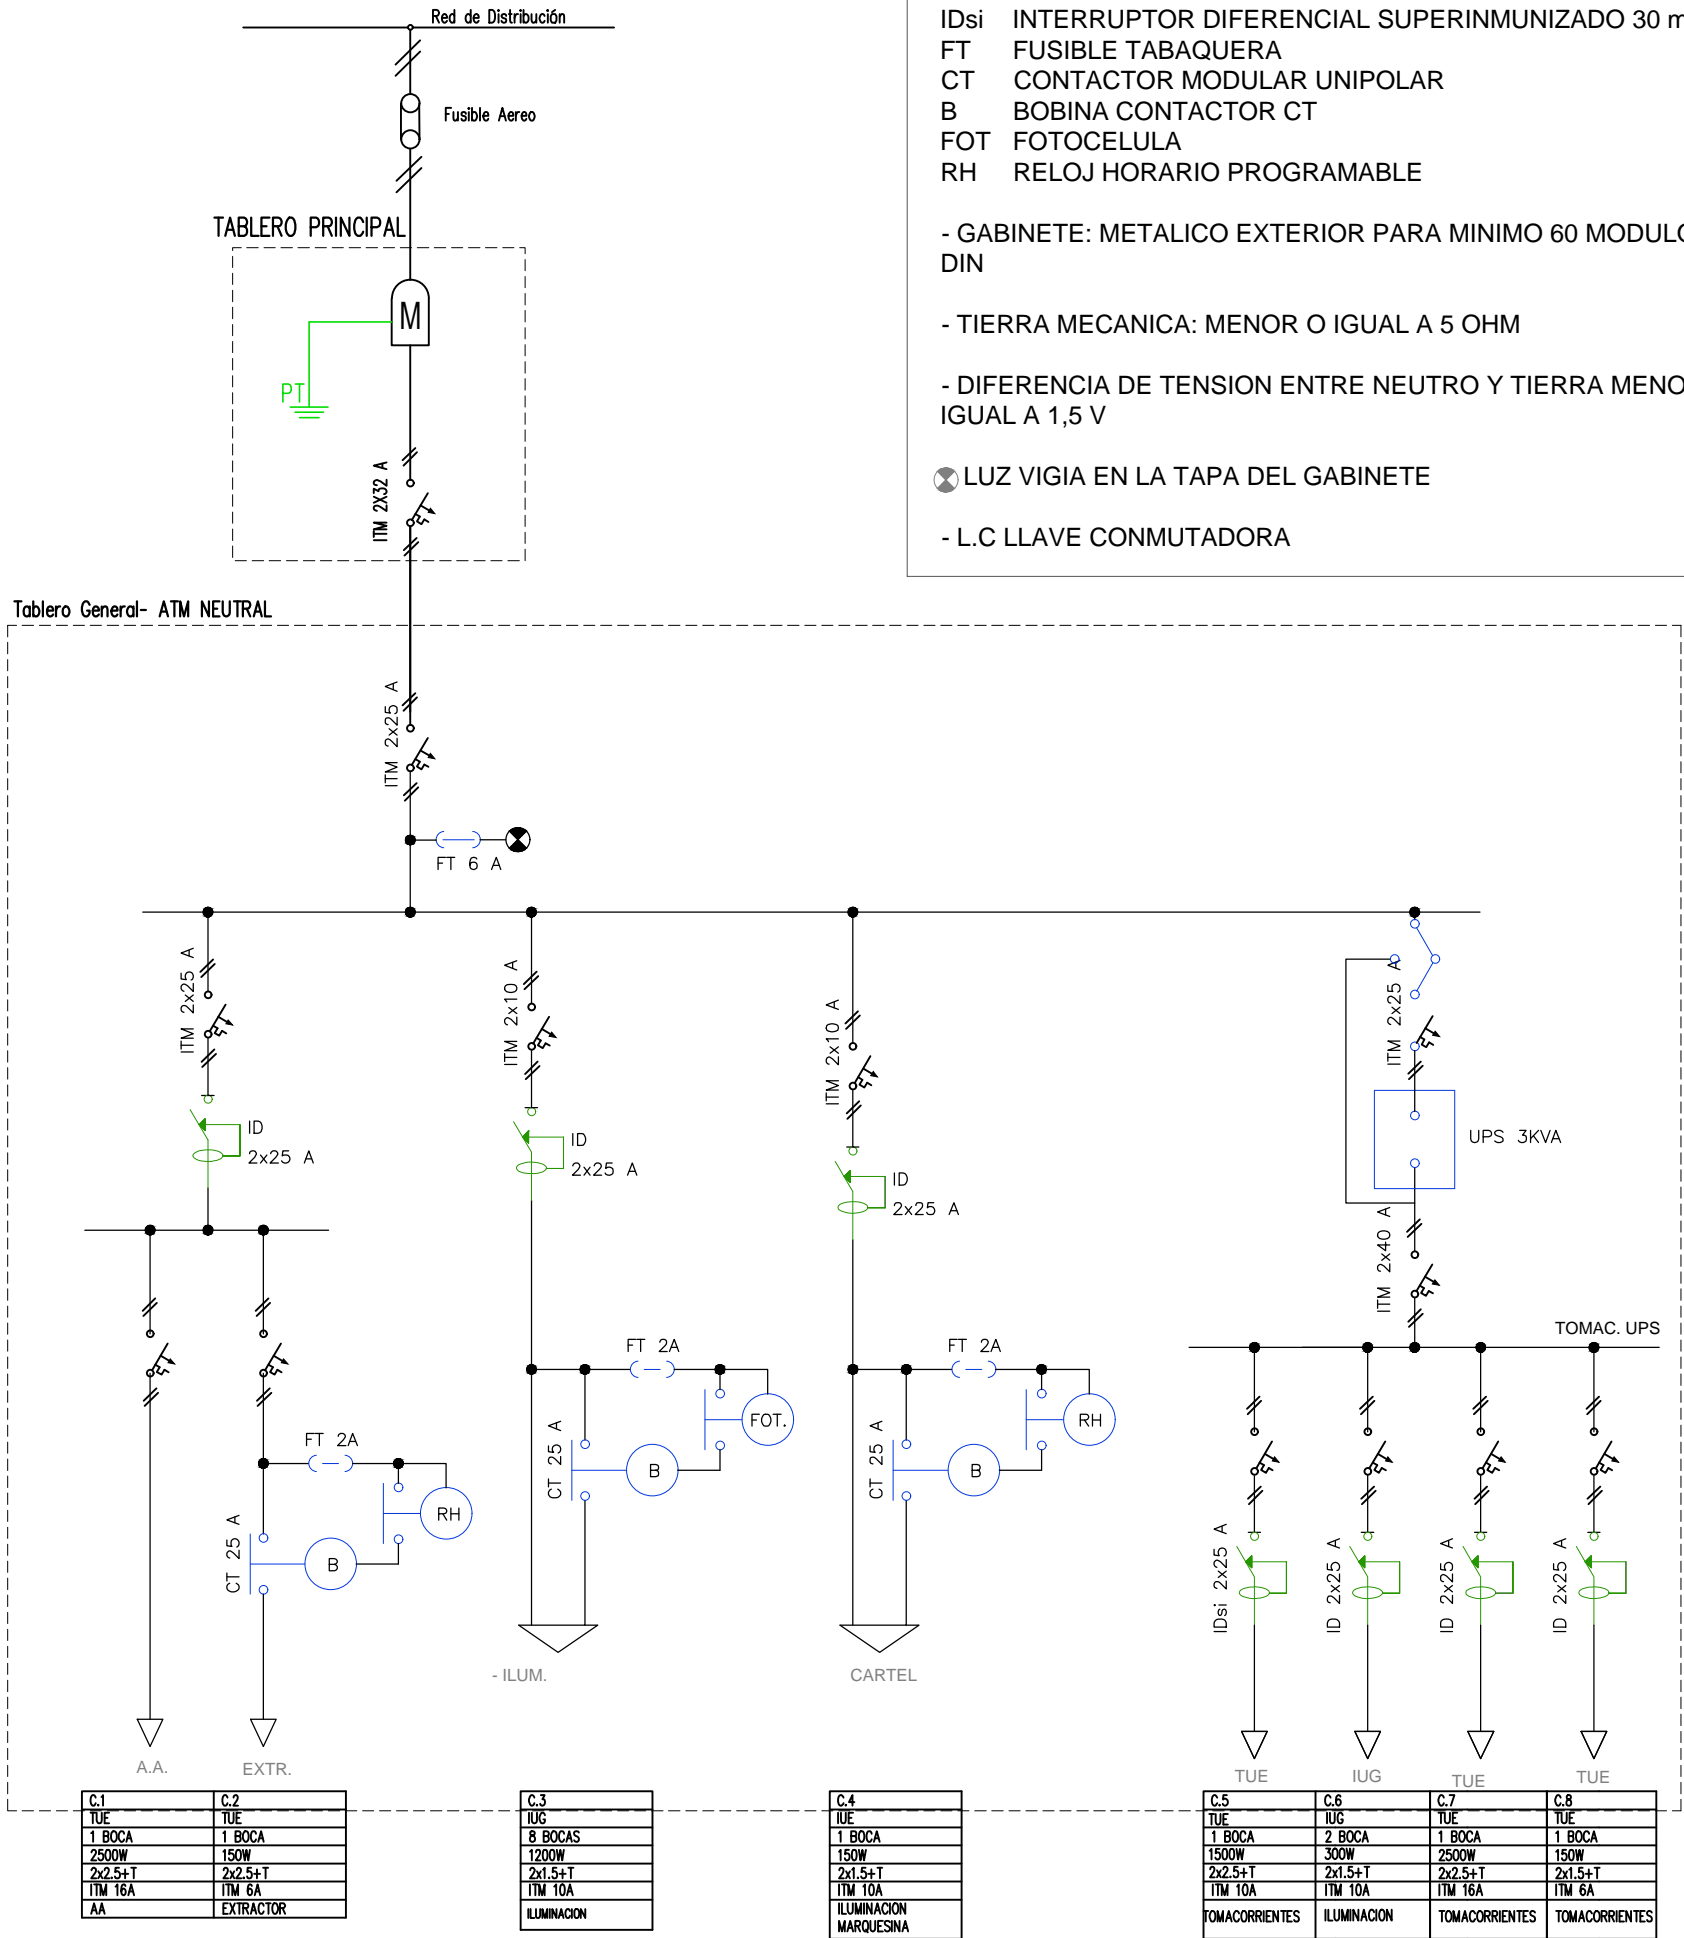 Red de Distribución
Fusible Aereo
TABLERO PRINCIPAL
M
PT
ITM 2X32 A
IDsi INTERRUPTOR DIFERENCIAL SUPERINMUNIZADO 30 m
FT FUSIBLE TABAQUERA
CT CONTACTOR MODULAR UNIPOLAR
B BOBINA CONTACTOR CT
FOT FOTOCELULA
RH RELOJ HORARIO PROGRAMABLE
- GABINETE: METALICO EXTERIOR PARA MINIMO 60 MODULO
DIN
- TIERRA MECANICA: MENOR O IGUAL A 5 OHM
- DIFERENCIA DE TENSION ENTRE NEUTRO Y TIERRA MENO
IGUAL A 1,5 V
LUZ VIGIA EN LA TAPA DEL GABINETE
- L.C LLAVE CONMUTADORA
Tablero General- ATM NEUTRAL
ITM 2x25 A
FT 6 A
ITM 2x25 A
ID
2x25 A
ITM 2x10 A
ID
2x25 A
ITM 2x10 A
ID
2x25 A
ITM 2x25 A
UPS 3KVA
ITM 2x40 A
TOMAC. UPS
FT 2A
RH
B
CT 25 A
FT 2A
FOT.
B
CT 25 A
FT 2A
RH
B
CT 25 A
IDsi 2x25 A
ID 2x25 A
ID 2x25 A
ID 2x25 A
A.A.
EXTR.
- ILUM.
CARTEL
TUE
IUG
TUE
TUE
C.1
TUE
1 BOCA
2500W
2x2.5+T
ITM 16A
AA
C.2
TUE
1 BOCA
150W
2x2.5+T
ITM 6A
EXTRACTOR
C.3
IUG
8 BOCAS
1200W
2x1.5+T
ITM 10A
ILUMINACION
C.4
IUE
1 BOCA
150W
2x1.5+T
ITM 10A
ILUMINACION
MARQUESINA
C.5
TUE
1 BOCA
1500W
2x2.5+T
ITM 10A
TOMACORRIENTES
C.6
IUG
2 BOCA
300W
2x1.5+T
ITM 10A
ILUMINACION
C.7
TUE
1 BOCA
2500W
2x2.5+T
ITM 16A
TOMACORRIENTES
C.8
TUE
1 BOCA
150W
2x1.5+T
ITM 6A
TOMACORRIENTES